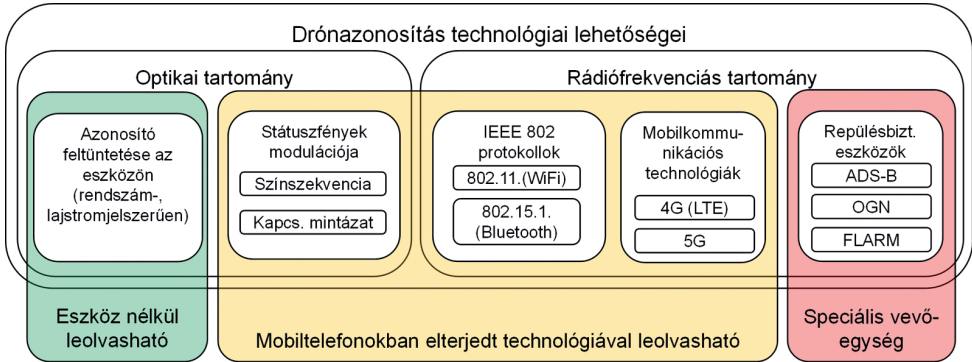 Drónazonosítás technológiai lehetőségei
Optikai tartomány
Rádiófrekvenciás tartomány
Azonosító
feltüntetése az
eszközön
(rendszám-,
lajstromjelszerűen)
Státuszfények
modulációja
Színszekvencia
Kapcs. mintázat
IEEE 802
protokollok
802.11.(WiFi)
802.15.1.
(Bluetooth)
Mobilkommu-
nikációs
technológiák
4G (LTE)
5G
Repülésbizt.
eszközök
ADS-B
OGN
FLARM
Eszköz nélkül
leolvasható
Mobiltelefonokban elterjedt technológiával leolvasható
Speciális vevő-
egység